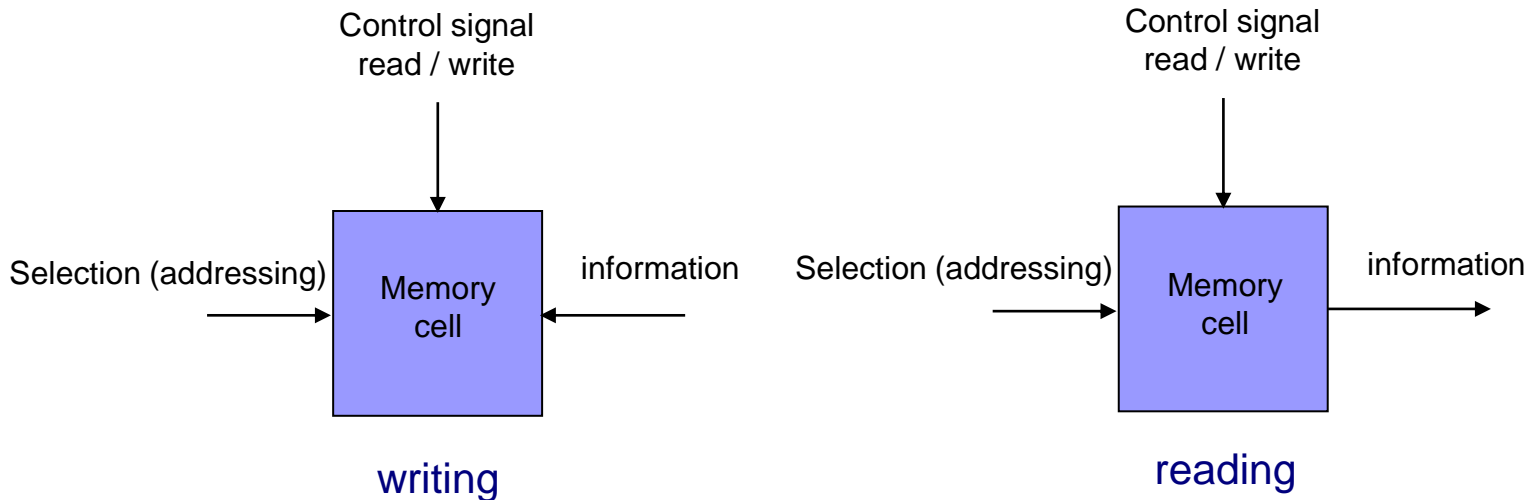 Control signal
read / write
Selection (addressing)
Memory
cell
information
writing
Control signal
read / write
Selection (addressing)
Memory
cell
information
reading